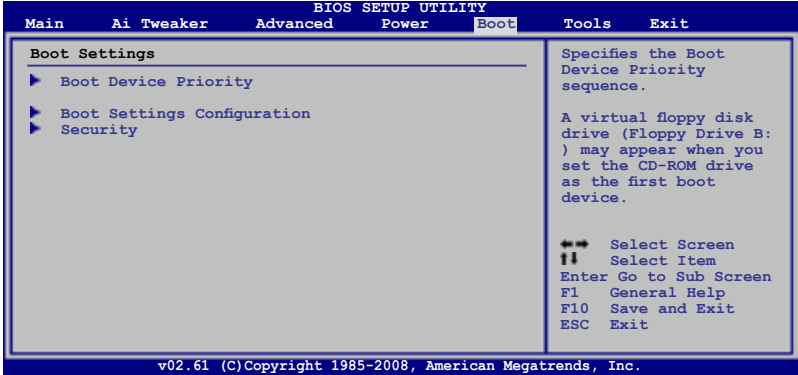 BIOS SETUP UTILITY
Main Ai Tweaker Advanced Power Boot Tools Exit
Boot Settings
Boot Device Priority
Boot Settings Configuration
Security
Specifies the Boot
Device Priority
sequence.
A virtual floppy disk
drive (Floppy Drive B:
) may appear when you
set the CD-ROM drive
as the first boot
device.
←→ Select Screen
↑↓ Select Item
Enter Go to Sub Screen
F1 General Help
F10 Save and Exit
ESC Exit
v02.61 (C)Copyright 1985-2008, American Megatrends, Inc.